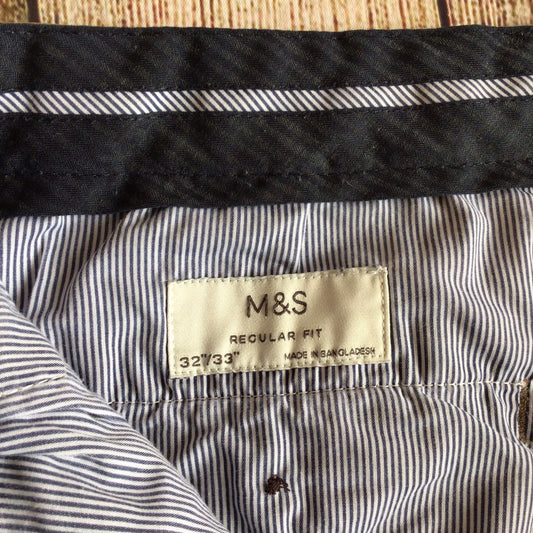 M&S
REGULAR FIT
32"/33" MADE IN BANGLADESH